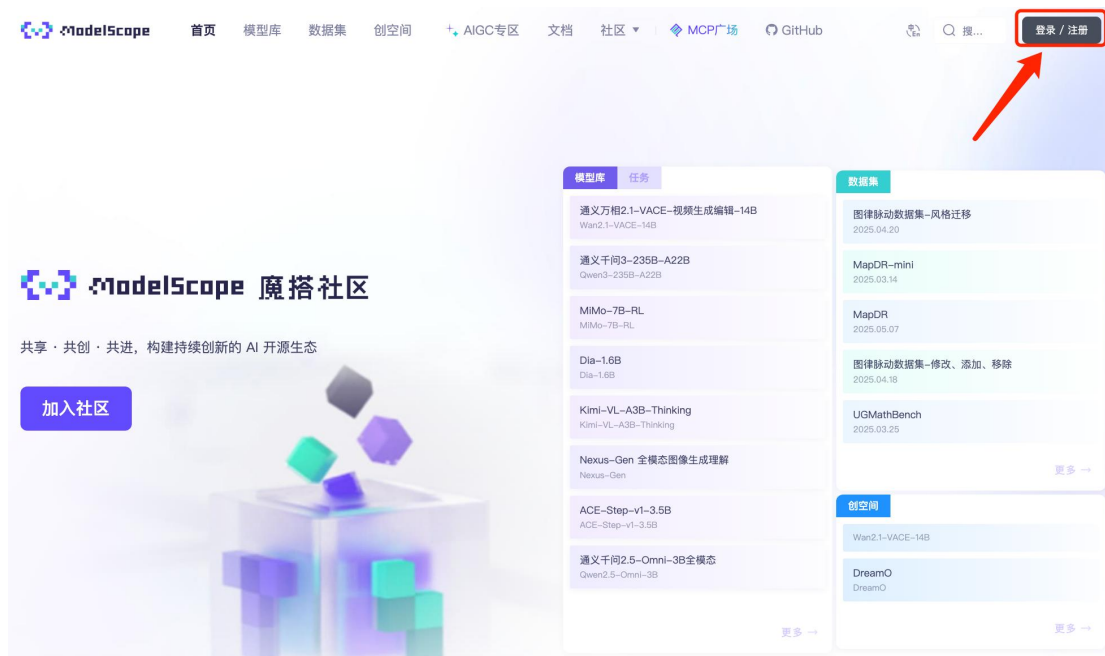 ModelScope 首页 模型库 数据集 创空间 AIGC专区 文档 社区 MCP广场 GitHub 搜... 登录 / 注册
ModelScope 魔搭社区
共享 · 共创 · 共进，构建持续创新的 AI 开源生态
加入社区
模型库 任务
通义万相2.1-VACE-视频生成编辑-14B
Wan2.1-VACE-14B
通义千问3-235B-A22B
Qwen3-235B-A22B
MiMo-7B-RL
MiMo-7B-RL
Dia-1.6B
Dia-1.6B
Kimi-VL-A3B-Thinking
Kimi-VL-A3B-Thinking
Nexus-Gen 全模态图像生成理解
Nexus-Gen
ACE-Step-v1-3.5B
ACE-Step-v1-3.5B
通义千问2.5-Omni-3B全模态
Qwen2.5-Omni-3B
更多 →
数据集
图律脉动数据集-风格迁移
2025.04.20
MapDR-mini
2025.03.14
MapDR
2025.05.07
图律脉动数据集-修改、添加、移除
2025.04.18
UGMathBench
2025.03.25
更多 →
创空间
Wan2.1-VACE-14B
DreamO
DreamO
更多 →